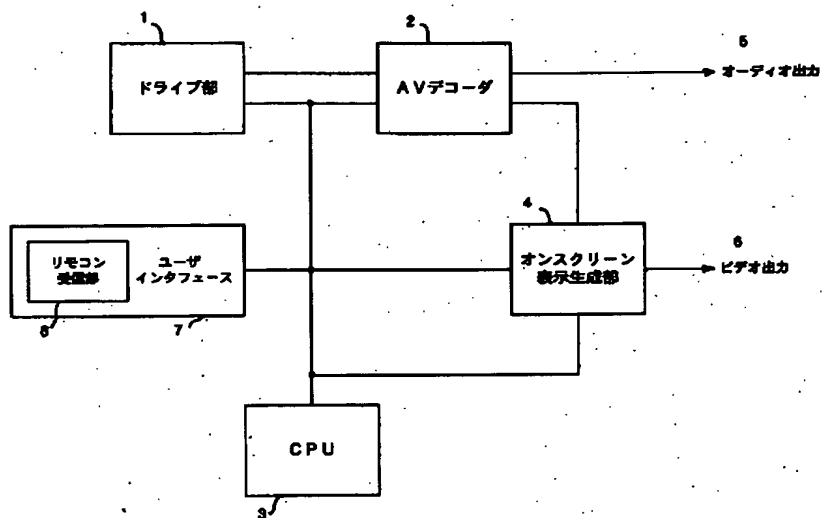 1
2
5
ドライブ部
AVデコーダ
オーディオ出力
4
6
リモコン
受信部
ユーザ
インタフェース
オンスクリーン
表示生成部
ビデオ出力
8
7
CPU
3